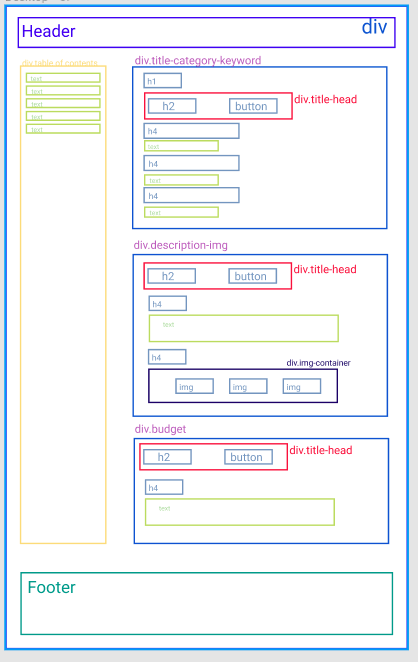 Header
div
div.table of contents
text
text
text
text
text
div.title-category-keyword
h1
h2
button
div.title-head
h4
text
h4
text
h4
text
div.description-img
h2
button
div.title-head
h4
text
h4
div.img-container
img
img
img
div.budget
h2
button
div.title-head
h4
text
Footer